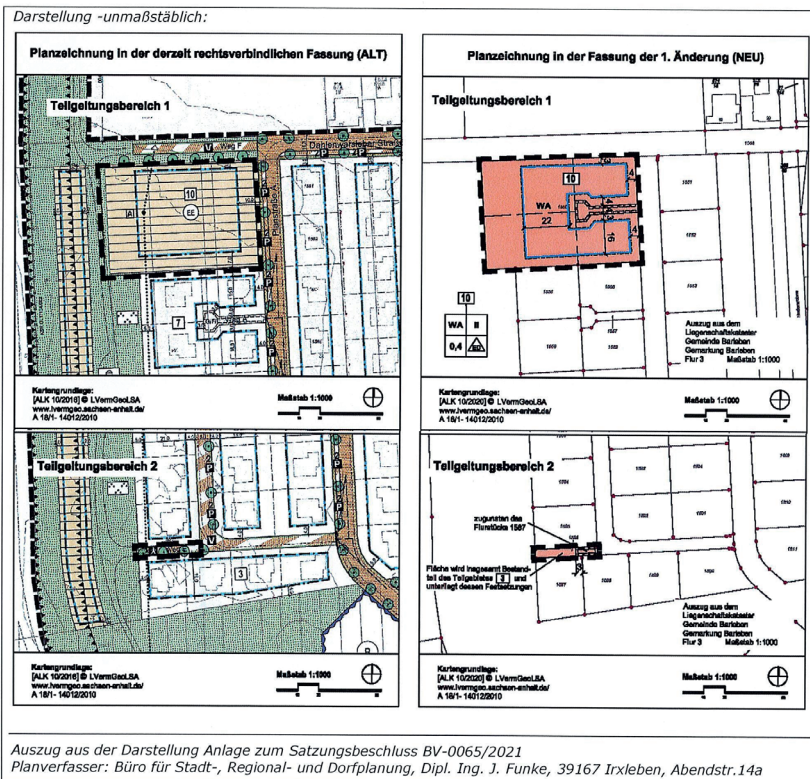 Darstellung -unmaßstäblich:
Planzeichnung in der derzeit rechtsverbindlichen Fassung (ALT)
Teilgeltungsbereich 1
Weg F
Dahlenwarsleber Straße
Planstraße A
10
EE
A
7
Kartengrundlage:
[ALK 10/2016] © LVermGeoLSA
www.lvermgeo.sachsen-anhalt.de/
A 18/1- 14012/2010
Maßstab 1:1000
Teilgeltungsbereich 2
3
Kartengrundlage:
[ALK 10/2016] © LVermGeoLSA
www.lvermgeo.sachsen-anhalt.de/
A 18/1- 14012/2010
Maßstab 1:1000
Planzeichnung in der Fassung der 1. Änderung (NEU)
Teilgeltungsbereich 1
10
WA
22
16
4
4
10
WA II
0,4 ED
Auszug aus dem
Liegenschaftskataster
Gemeinde Barleben
Gemarkung Barleben
Flur 3 Maßstab 1:1000
Kartengrundlage:
[ALK 10/2020] © LVermGeoLSA
www.lvermgeo.sachsen-anhalt.de/
A 18/1- 14012/2010
Maßstab 1:1000
Teilgeltungsbereich 2
zugunsten des
Flurstücks 1587
Fläche wird insgesamt Bestand-
teil des Teilgebietes 3 und
unterliegt dessen Festsetzungen
Auszug aus dem
Liegenschaftskataster
Gemeinde Barleben
Gemarkung Barleben
Flur 3 Maßstab 1:1000
Kartengrundlage:
[ALK 10/2020] © LVermGeoLSA
www.lvermgeo.sachsen-anhalt.de/
A 18/1- 14012/2010
Maßstab 1:1000
Auszug aus der Darstellung Anlage zum Satzungsbeschluss BV-0065/2021
Planverfasser: Büro für Stadt-, Regional- und Dorfplanung, Dipl. Ing. J. Funke, 39167 Irxleben, Abendstr.14a